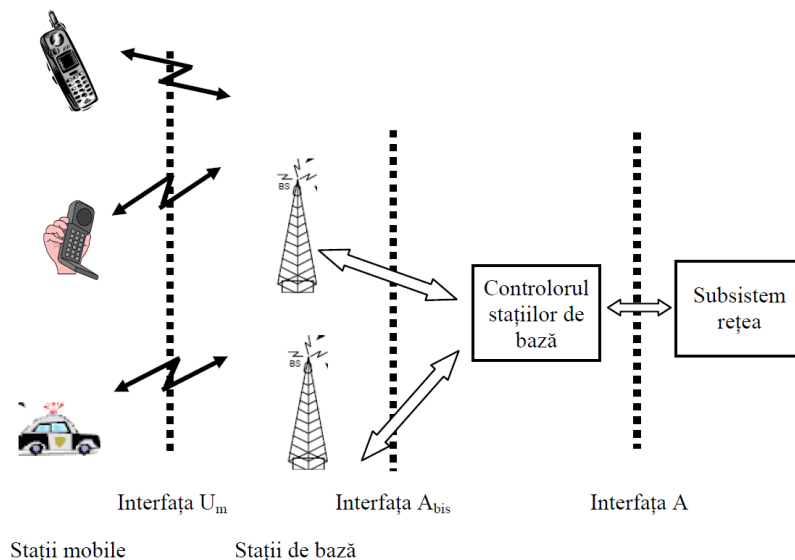 BS
Controlorul
stațiilor de
bază
Subsistem
rețea
BS
Interfața Um
Interfața Abis
Interfața A
Stații mobile
Stații de bază